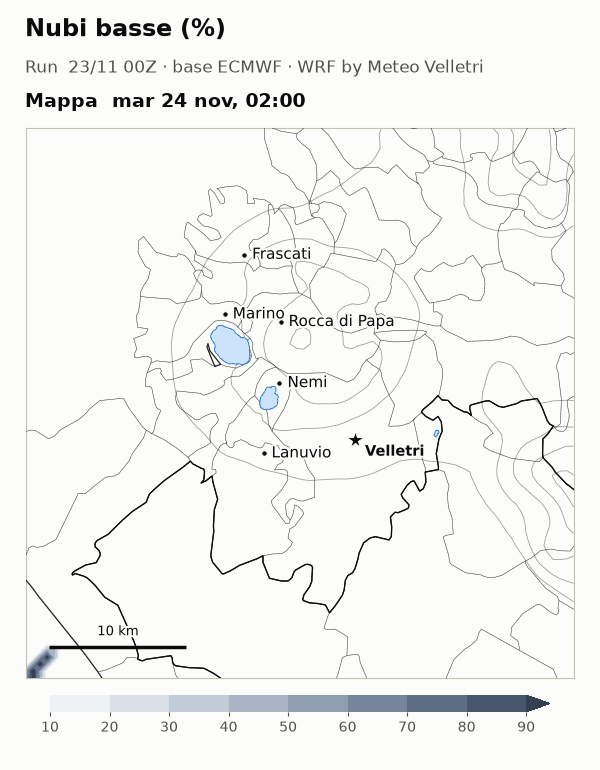 Nubi basse (%)
Run  23/11 00Z · base ECMWF · WRF by Meteo Velletri
Mappa  mar 24 nov, 02:00
Frascati
Marino
Rocca di Papa
Nemi
Velletri
Lanuvio
10 km
10 20 30 40 50 60 70 80 90